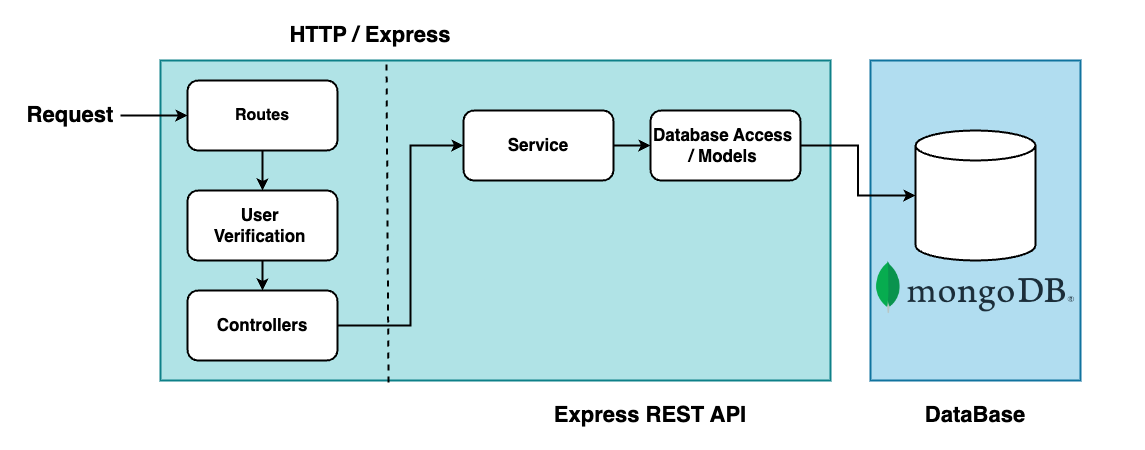 HTTP / Express
Request
Routes
User
Verification
Controllers
Service
Database Access
/ Models
mongoDB®
Express REST API
DataBase